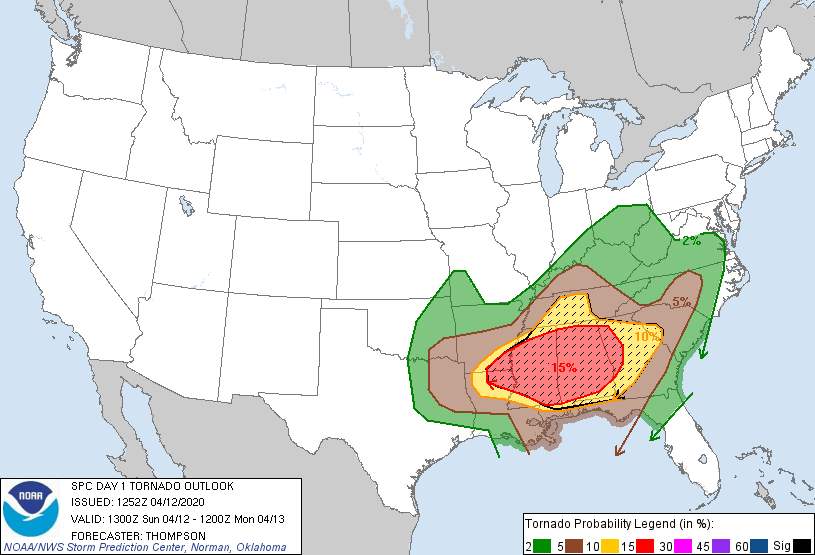 2%
5%
10%
15%
NOAA
SPC DAY 1 TORNADO OUTLOOK
ISSUED: 1252Z 04/12/2020
VALID: 1300Z Sun 04/12 - 1200Z Mon 04/13
FORECASTER: THOMPSON
NOAA/NWS Storm Prediction Center, Norman, Oklahoma
Tornado Probability Legend (in %):
2 5 10 15 30 45 60 Sig